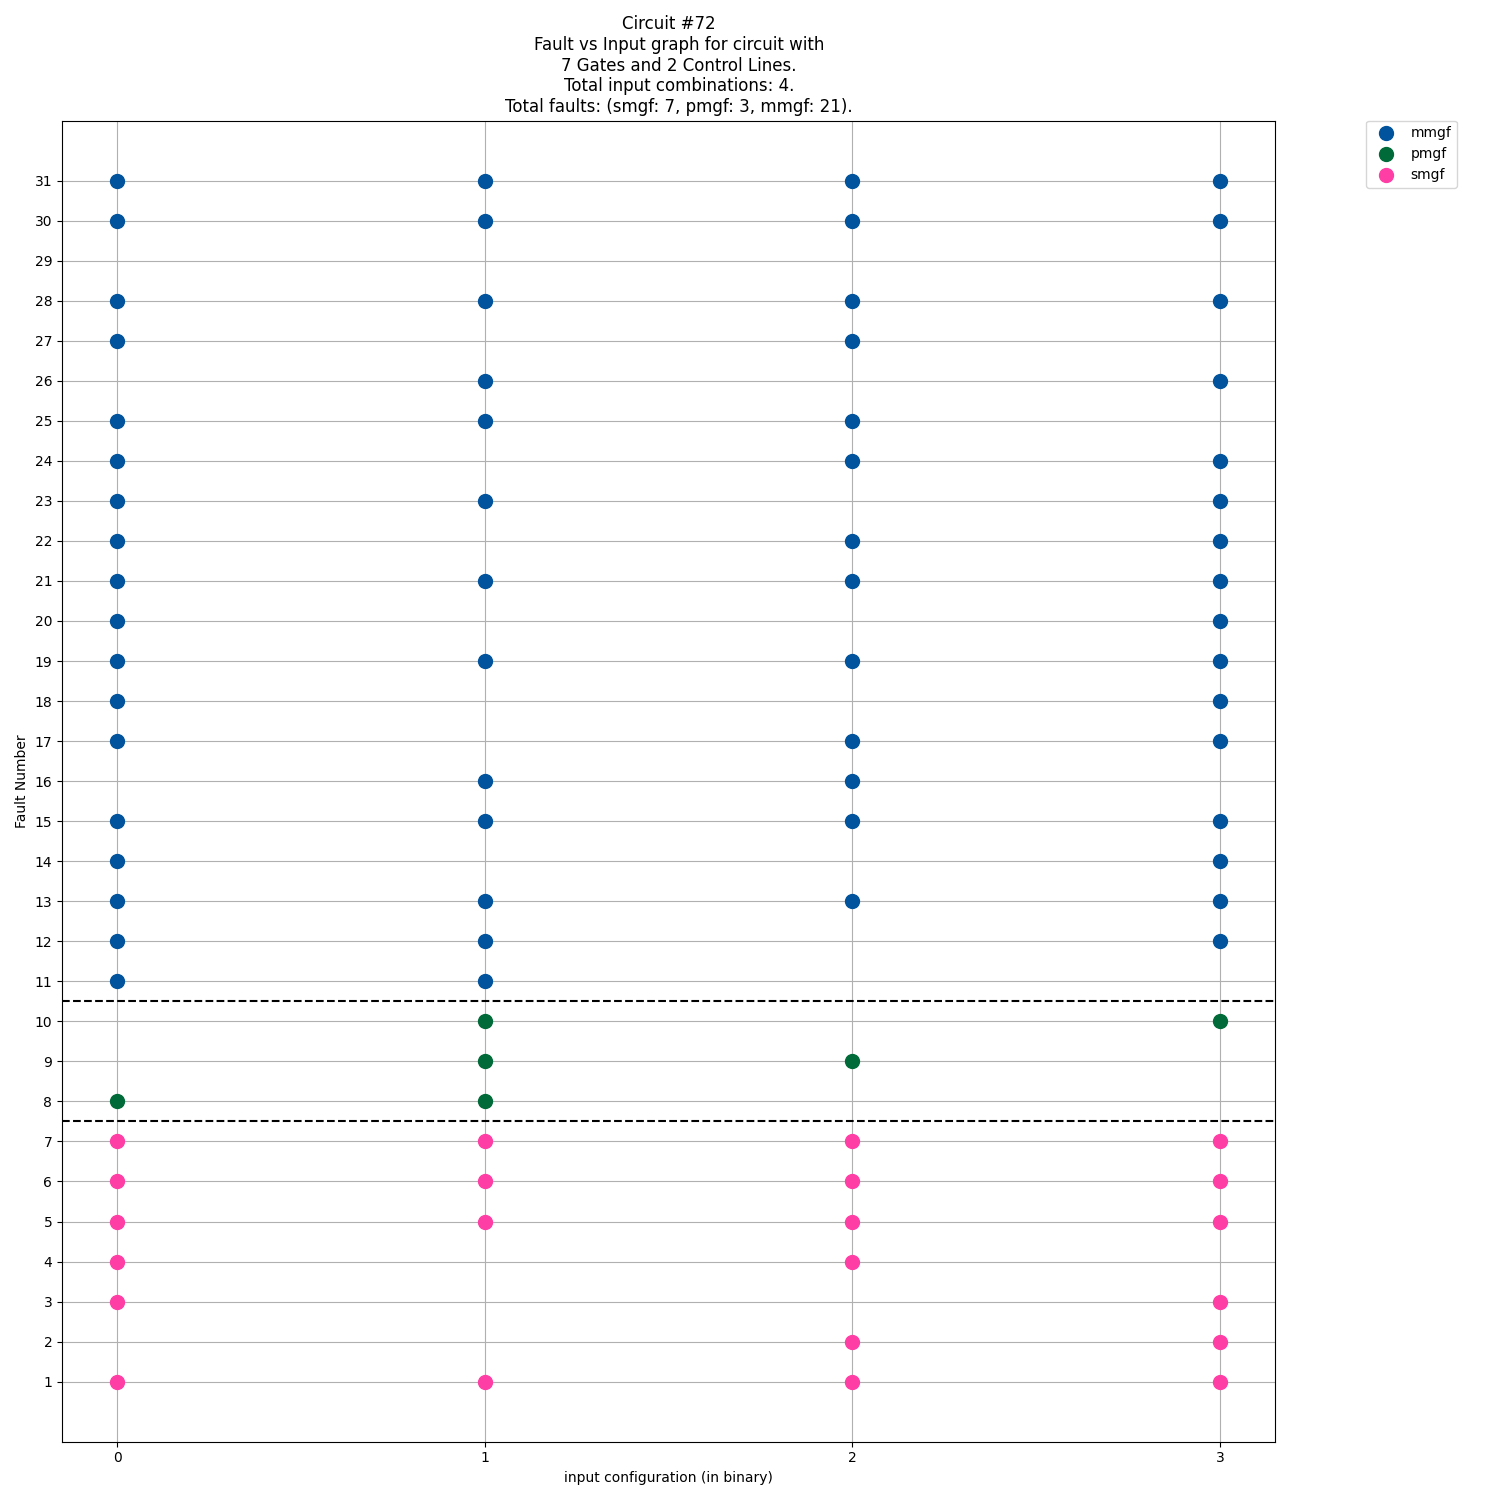 Circuit #72
Fault vs Input graph for circuit with
7 Gates and 2 Control Lines.
Total input combinations: 4.
Total faults: (smgf: 7, pmgf: 3, mmgf: 21).
mmgf
pmgf
smgf
Fault Number
31
30
29
28
27
26
25
24
23
22
21
20
19
18
17
16
15
14
13
12
11
10
9
8
7
6
5
4
3
2
1
0 1 2 3
input configuration (in binary)